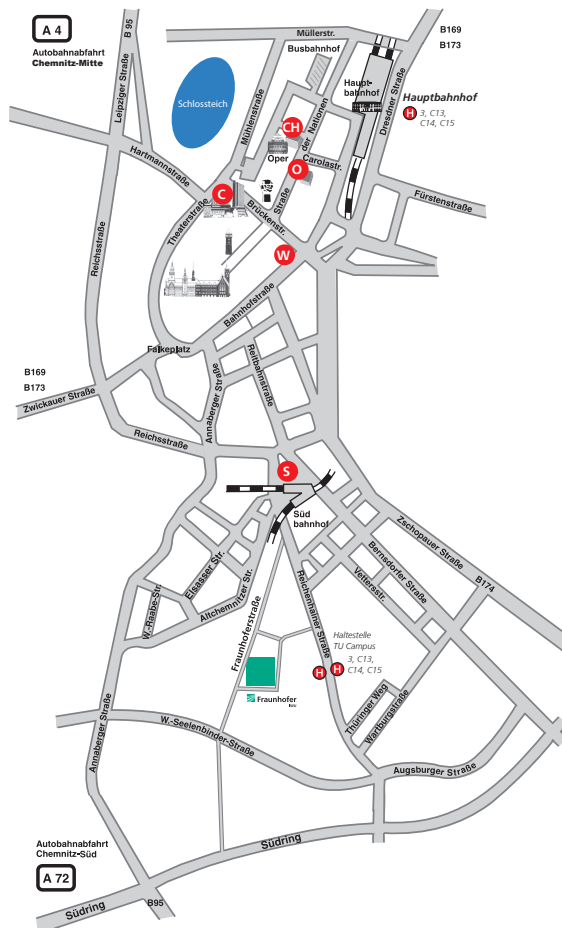 A 4
Autobahnabfahrt
Chemnitz-Mitte
B 95
Leipziger Straße
Müllerstr.
Busbahnhof
B169
B173
Schlossteich
Mühlenstraße
Haupt-
bahnhof
Hauptbahnhof
H
3, C13,
C14, C15
Dresdner Straße
CH
Oper
Straße der Nationen
Carolastr.
O
Hartmannstraße
C
Theaterstraße
Brückenstr.
Fürstenstraße
W
Reichsstraße
Bahnhofstraße
Falkeplatz
B169
B173
Zwickauer Straße
Annaberger Straße
Reitbahnstraße
Reichsstraße
S
Süd
bahnhof
Zschopauer Straße
Bernsdorfer Straße
B174
Vettersstr.
Elsasser Str.
W.-Raabe-Str.
Altchemnitzer Str.
Fraunhoferstraße
Reichenhainer Straße
Haltestelle
TU Campus
3, C13,
C14, C15
H
H
Fraunhofer
IWU
Thüringer Weg
Wartburgstraße
Annaberger Straße
W.-Seelenbinder-Straße
Augsburger Straße
Südring
Autobahnabfahrt
Chemnitz-Süd
A 72
Südring
B95